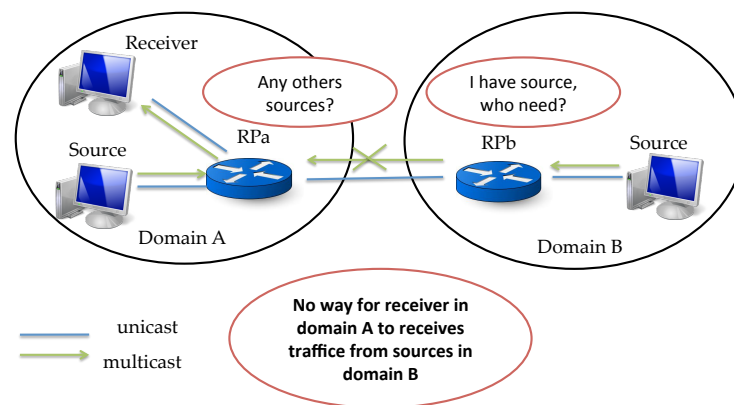 Receiver
Any others
sources?
I have source,
who need?
RPa
RPb
Source
Source
Domain A
Domain B
No way for receiver in
domain A to receives
traffice from sources in
domain B
unicast
multicast